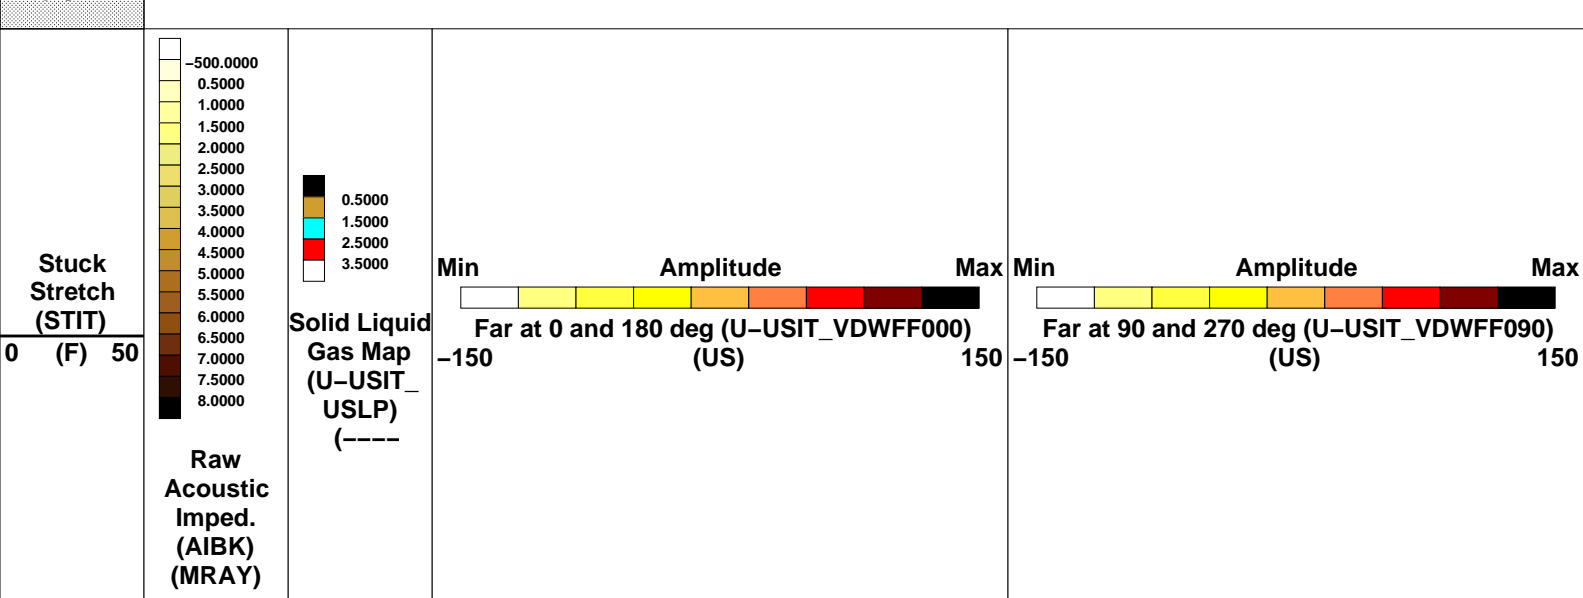 Stuck
Stretch
(STIT)
0 (F) 50
−500.0000
0.5000
1.0000
1.5000
2.0000
2.5000
3.0000
3.5000
4.0000
4.5000
5.0000
5.5000
6.0000
6.5000
7.0000
7.5000
8.0000
Raw
Acoustic
Imped.
(AIBK)
(MRAY)
0.5000
1.5000
2.5000
3.5000
Solid Liquid
Gas Map
(U−USIT_
USLP)
(−−−−
Min Amplitude Max
Far at 0 and 180 deg (U−USIT_VDWFF000)
−150 (US) 150
Min Amplitude Max
Far at 90 and 270 deg (U−USIT_VDWFF090)
−150 (US) 150